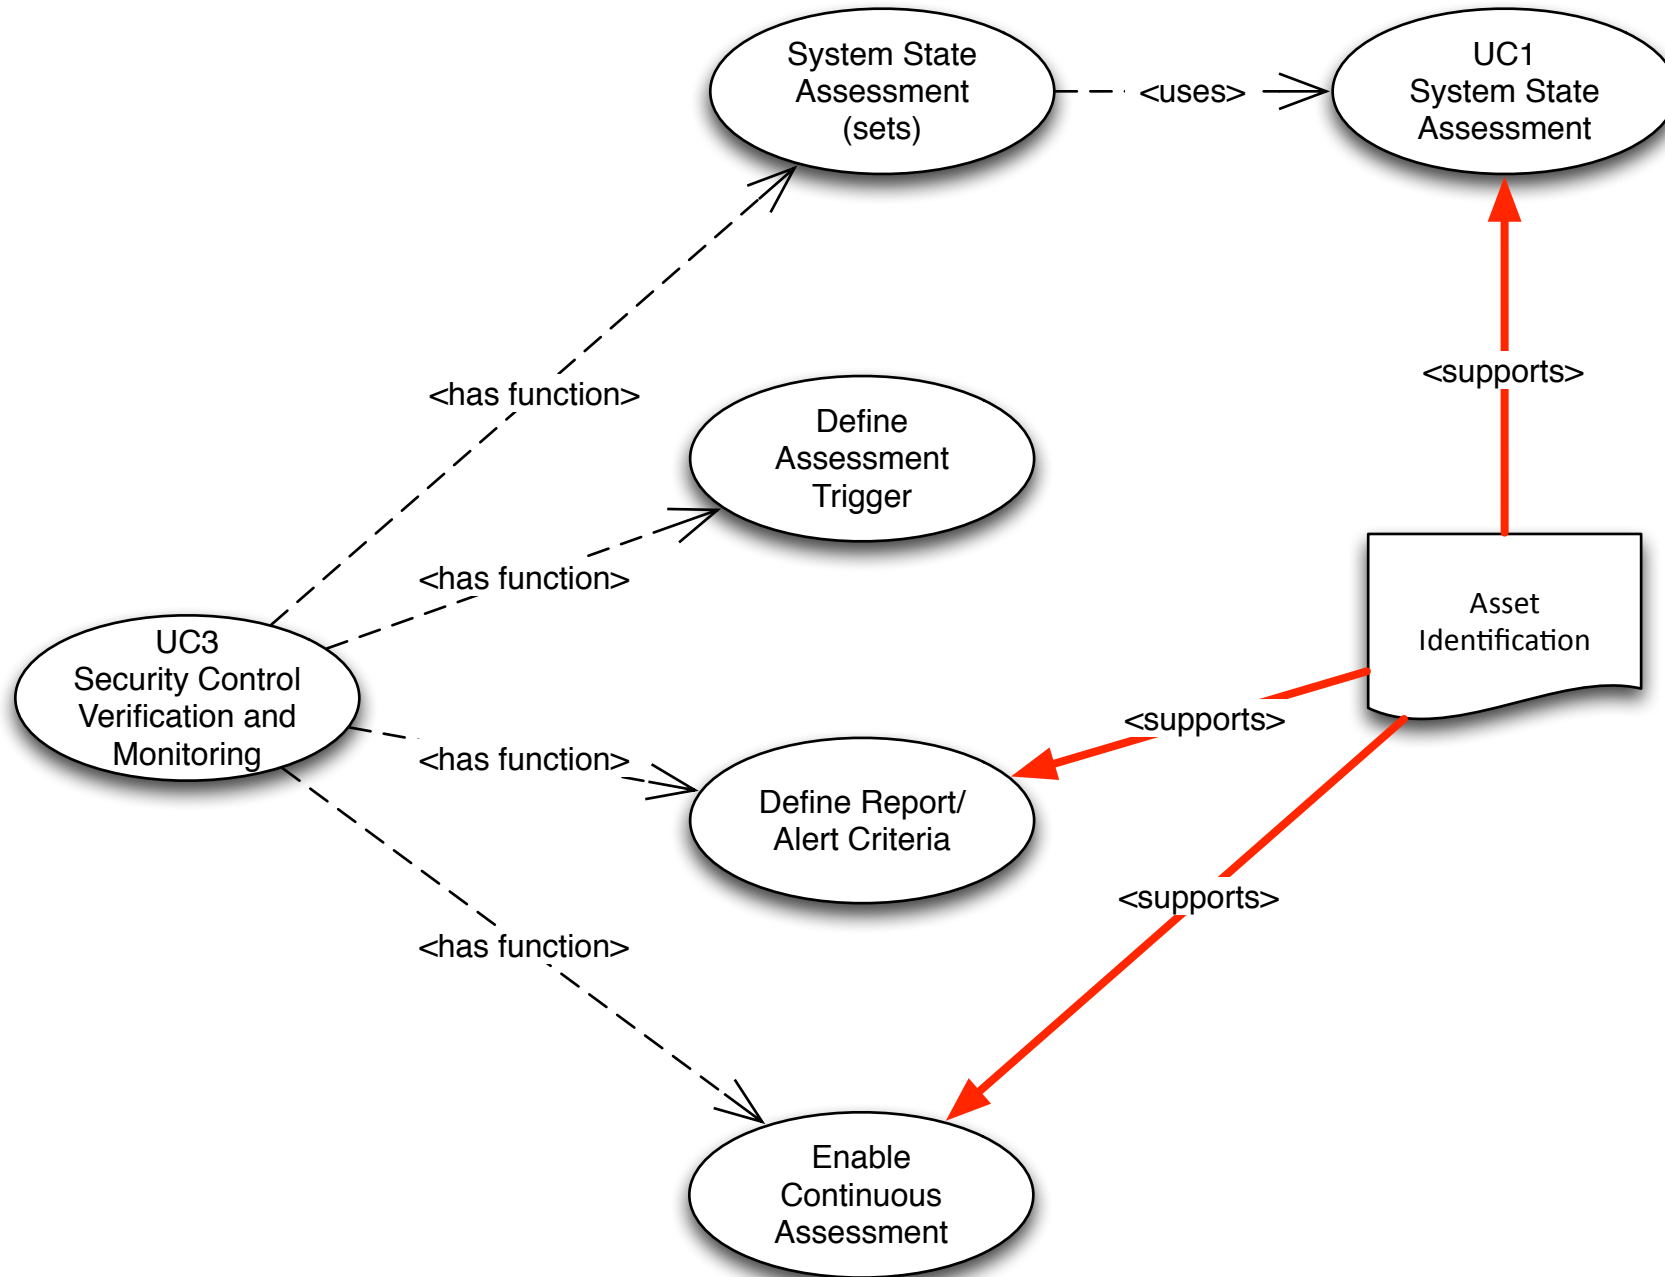 System State
Assessment
(sets)
<uses>
UC1
System State
Assessment
<supports>
<has function>
Define
Assessment
Trigger
<has function>
Asset
Identification
UC3
Security Control
Verification and
Monitoring
<supports>
<has function>
Define Report/
Alert Criteria
<supports>
<has function>
Enable
Continuous
Assessment